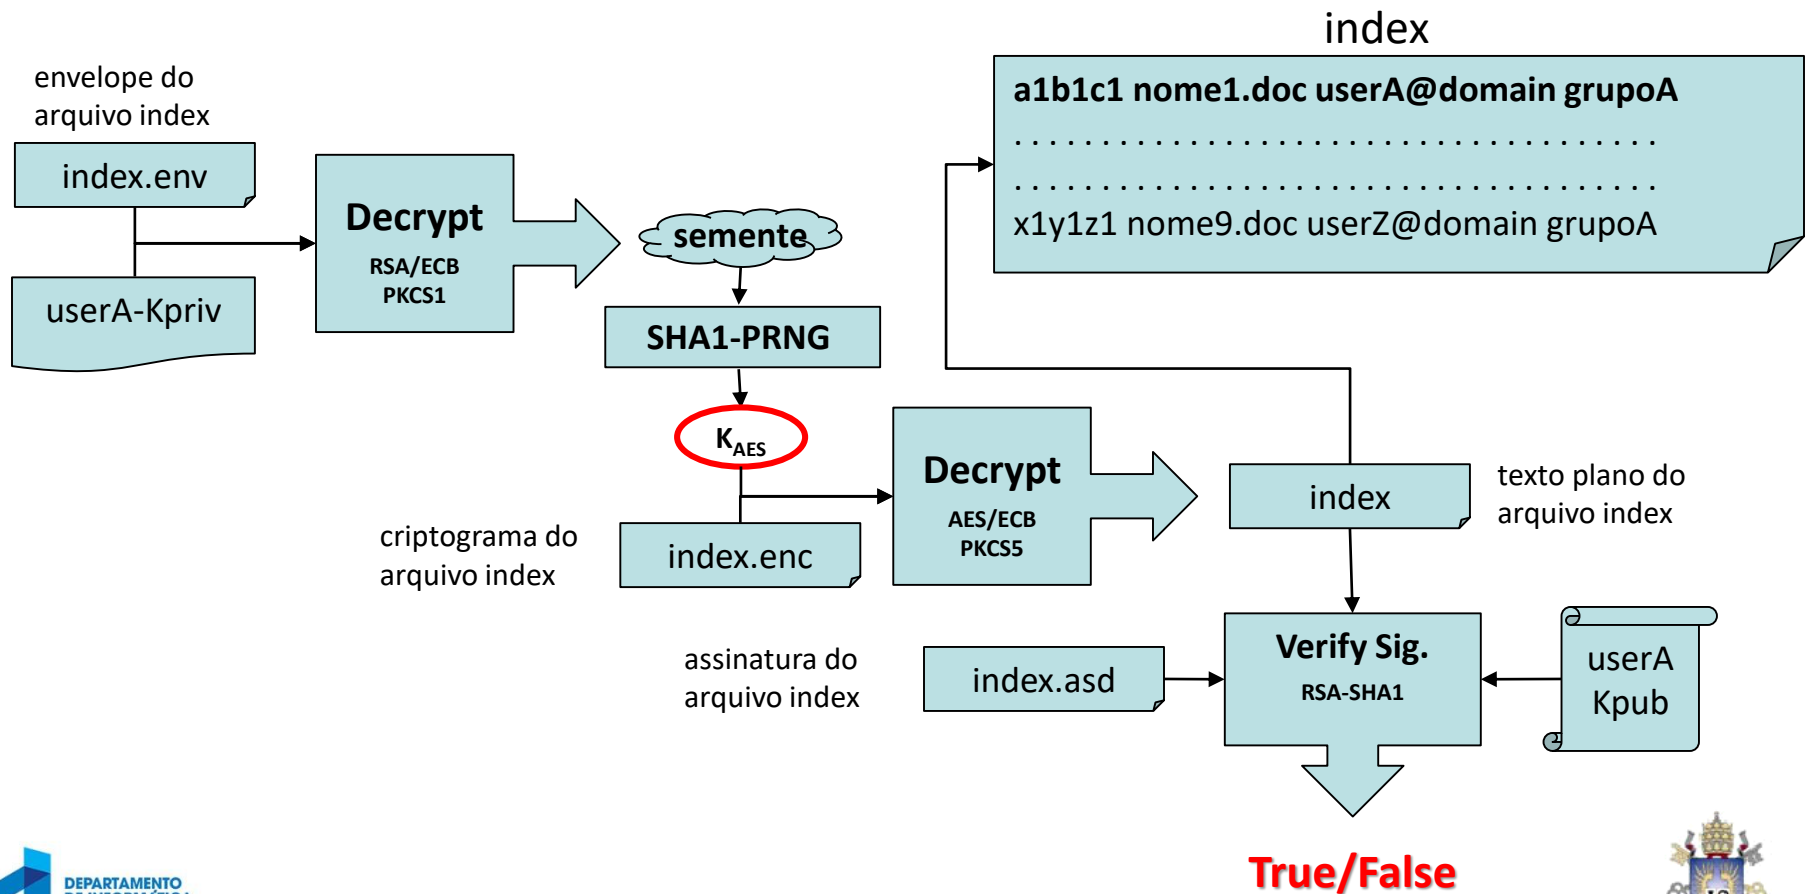 index
a1b1c1 nome1.doc userA@domain grupoA
. . . . . . . . . . . . . . . . . . . . . . . . . . . . . . . . . . . . .
. . . . . . . . . . . . . . . . . . . . . . . . . . . . . . . . . . . . .
x1y1z1 nome9.doc userZ@domain grupoA
envelope do
arquivo index
index.env
userA-Kpriv
Decrypt
RSA/ECB
PKCS1
semente
SHA1-PRNG
KAES
criptograma do
arquivo index
index.enc
Decrypt
AES/ECB
PKCS5
index
texto plano do
arquivo index
assinatura do
arquivo index
index.asd
Verify Sig.
RSA-SHA1
userA
Kpub
True/False
DEPARTAMENTO